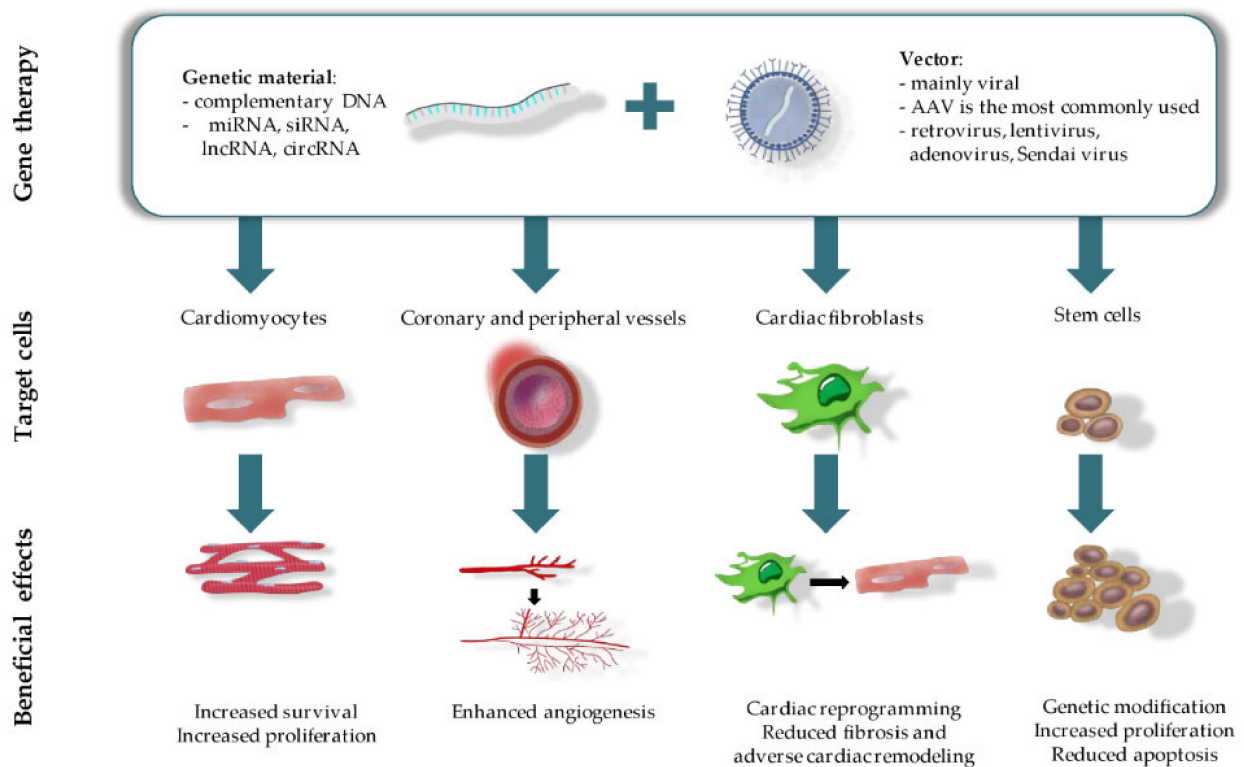 Gene therapy
Genetic material:
- complementary DNA
- miRNA, siRNA,
lncRNA, circRNA
Vector:
- mainly viral
- AAV is the most commonly used
- retrovirus, lentivirus,
adenovirus, Sendai virus
Target cells
Cardiomyocytes
Coronary and peripheral vessels
Cardiac fibroblasts
Stem cells
Beneficial effects
Increased survival
Increased proliferation
Enhanced angiogenesis
Cardiac reprogramming
Reduced fibrosis and
adverse cardiac remodeling
Genetic modification
Increased proliferation
Reduced apoptosis